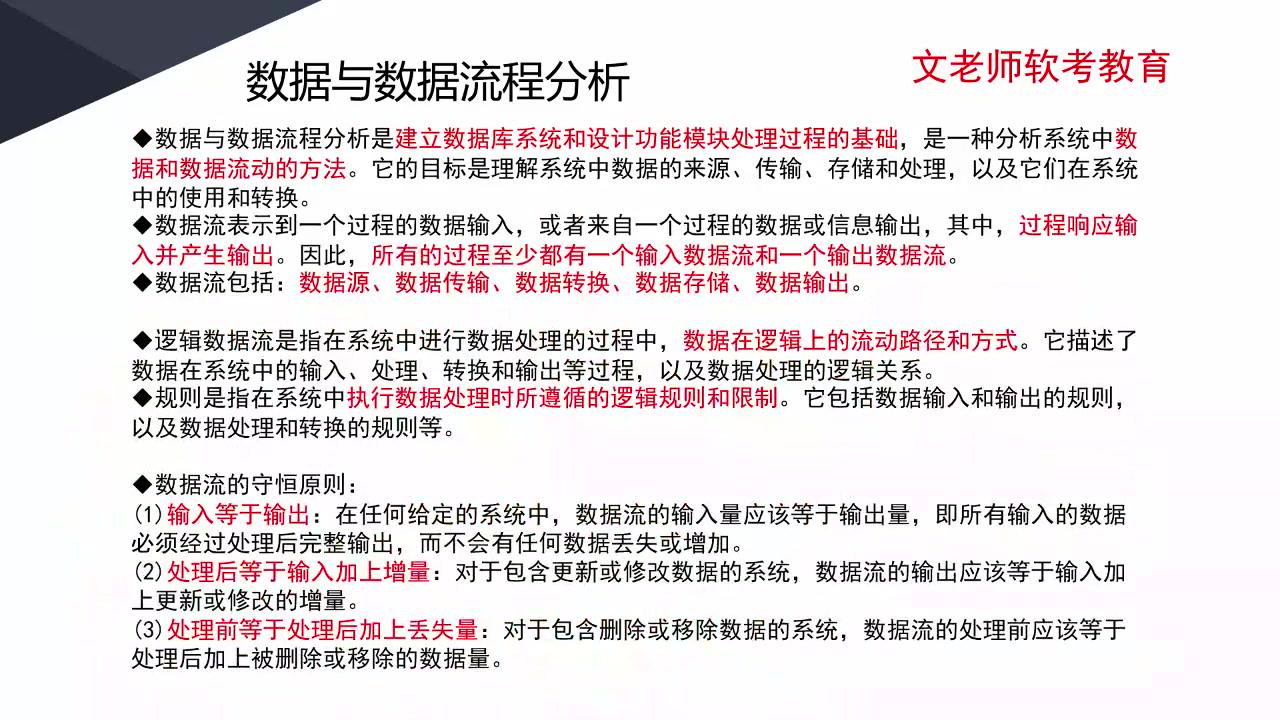 数据与数据流程分析
文老师软考教育
◆数据与数据流程分析是建立数据库系统和设计功能模块处理过程的基础，是一种分析系统中数
据和数据流动的方法。它的目标是理解系统中数据的来源、传输、存储和处理，以及它们在系统
中的使用和转换。
◆数据流表示到一个过程的数据输入，或者来自一个过程的数据或信息输出，其中，过程响应输
入并产生输出。因此，所有的过程至少都有一个输入数据流和一个输出数据流。
◆数据流包括：数据源、数据传输、数据转换、数据存储、数据输出。
◆逻辑数据流是指在系统中进行数据处理的过程中，数据在逻辑上的流动路径和方式。它描述了
数据在系统中的输入、处理、转换和输出等过程，以及数据处理的逻辑关系。
◆规则是指在系统中执行数据处理时所遵循的逻辑规则和限制。它包括数据输入和输出的规则，
以及数据处理和转换的规则等。
◆数据流的守恒原则：
(1)输入等于输出：在任何给定的系统中，数据流的输入量应该等于输出量，即所有输入的数据
必须经过处理后完整输出，而不会有任何数据丢失或增加。
(2)处理后等于输入加上增量：对于包含更新或修改数据的系统，数据流的输出应该等于输入加
上更新或修改的增量。
(3)处理前等于处理后加上丢失量：对于包含删除或移除数据的系统，数据流的处理前应该等于
处理后加上被删除或移除的数据量。